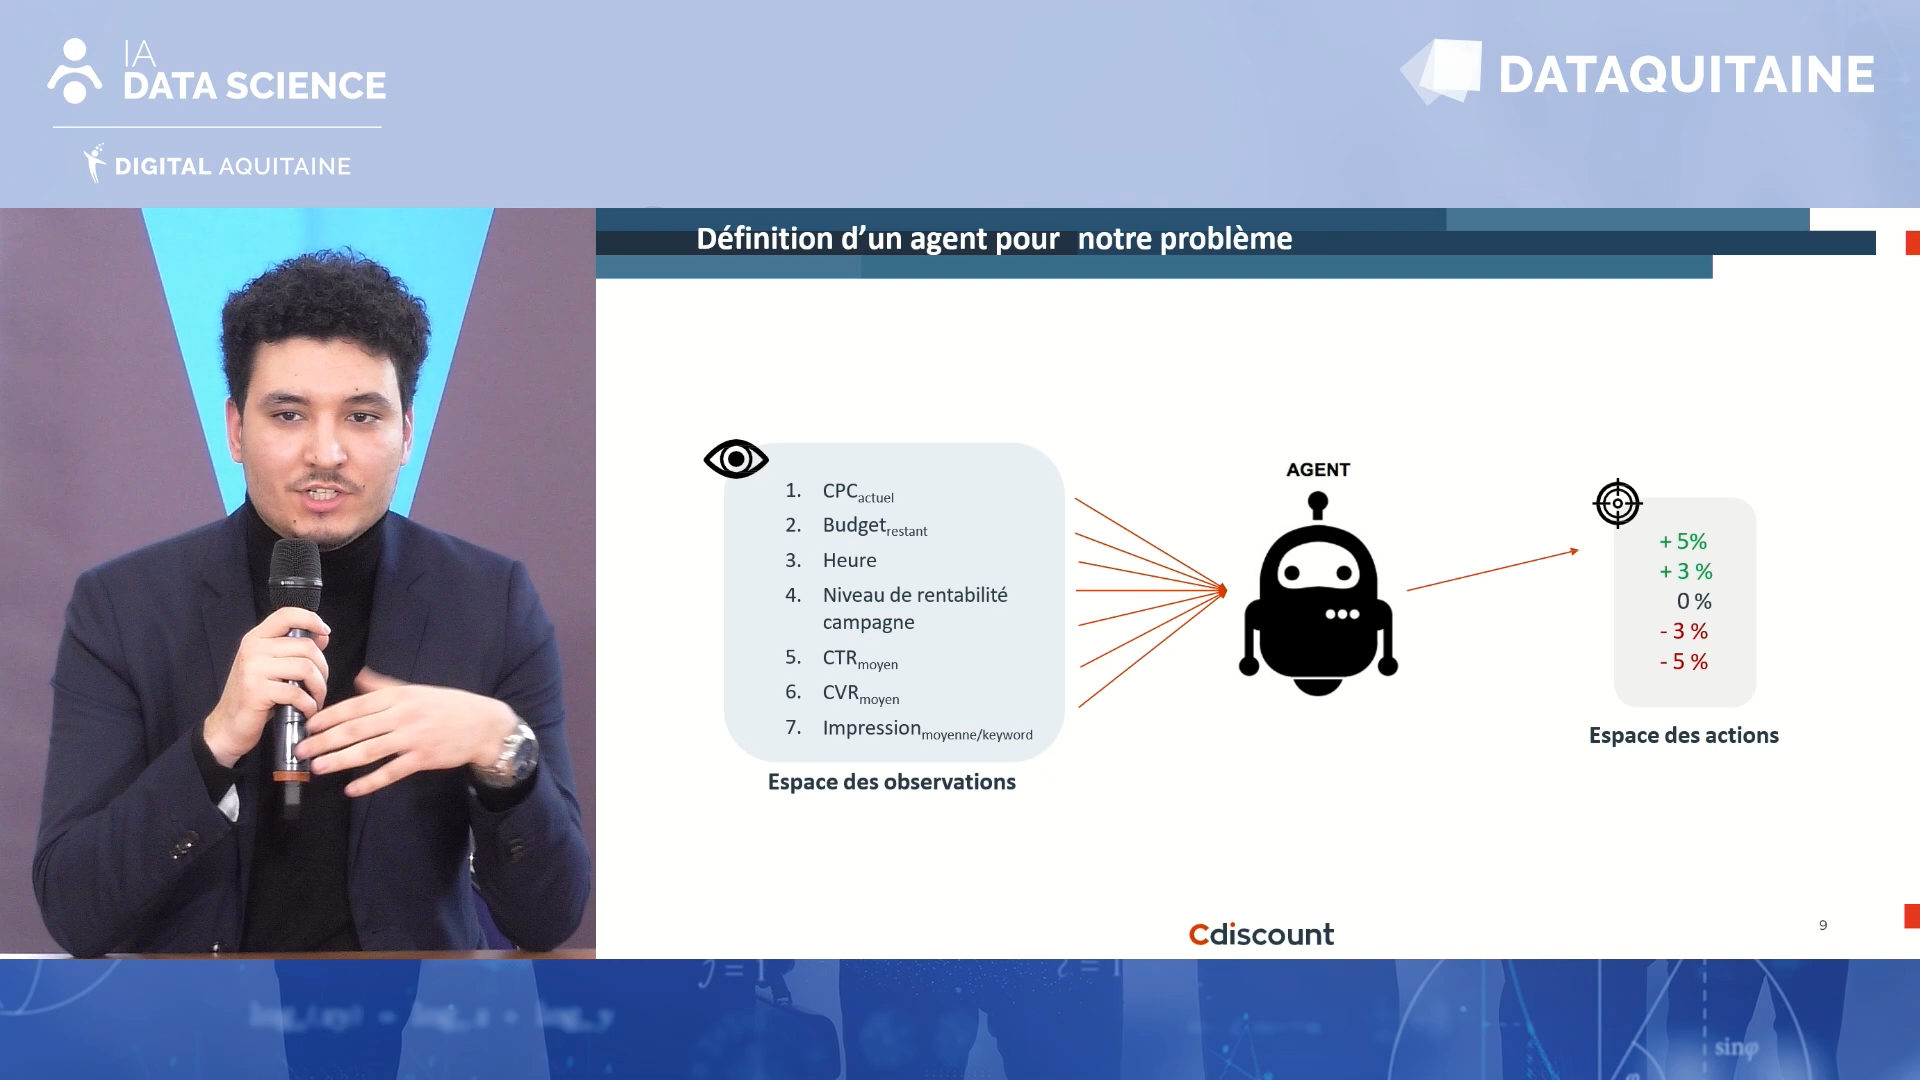 IA
DATA SCIENCE
DIGITAL AQUITAINE
DATAQUITAINE
Définition d’un agent pour notre problème
1. CPCactuel
2. Budgetrestant
3. Heure
4. Niveau de rentabilité
campagne
5. CTRmoyen
6. CVRmoyen
7. Impressionmoyenne/keyword
Espace des observations
AGENT
+ 5%
+ 3 %
0 %
- 3 %
- 5 %
Espace des actions
Cdiscount
9
sinφ